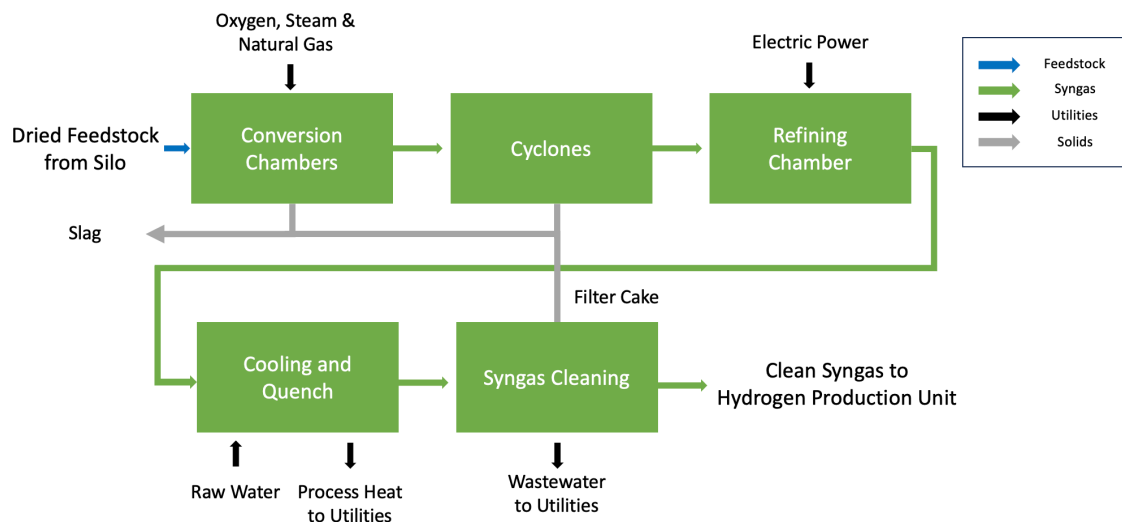 Oxygen, Steam &
Natural Gas
Electric Power
Feedstock
Syngas
Utilities
Solids
Dried Feedstock
from Silo
Conversion
Chambers
Cyclones
Refining
Chamber
Slag
Filter Cake
Cooling and
Quench
Syngas Cleaning
Clean Syngas to
Hydrogen Production Unit
Raw Water
Process Heat
to Utilities
Wastewater
to Utilities